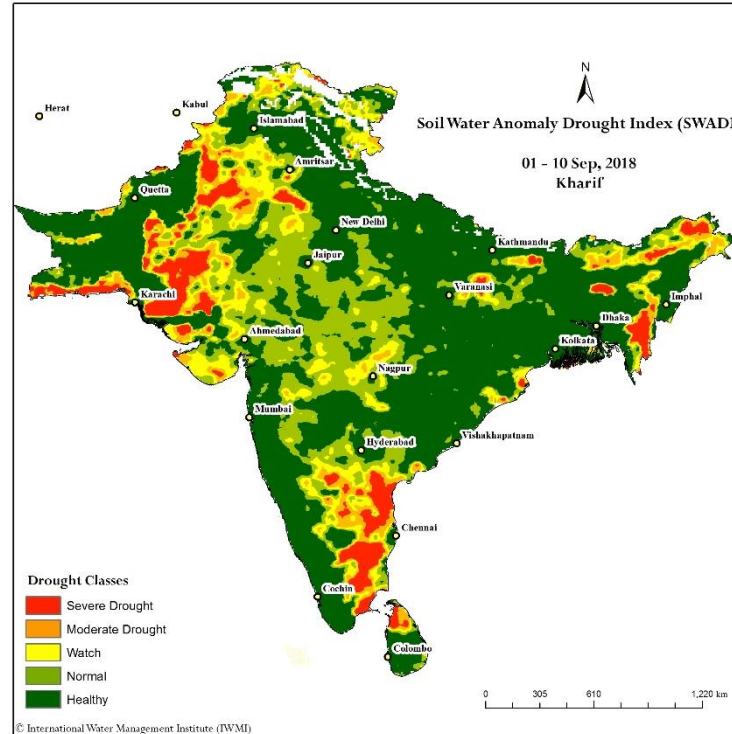 N
Soil Water Anomaly Drought Index (SWADI
01 - 10 Sep, 2018
Kharif
Herat
Kabul
Islamabad
Amritsar
Quetta
New Delhi
Kathmandu
Jaipur
Karachi
Varanasi
Imphal
Dhaka
Ahmedabad
Kolkata
Nagpur
Mumbai
Vishakhapatnam
Hyderabad
Chennai
Cochin
Colombo
Drought Classes
Severe Drought
Moderate Drought
Watch
Normal
Healthy
0 305 610 1,220 km
© International Water Management Institute (IWMI)